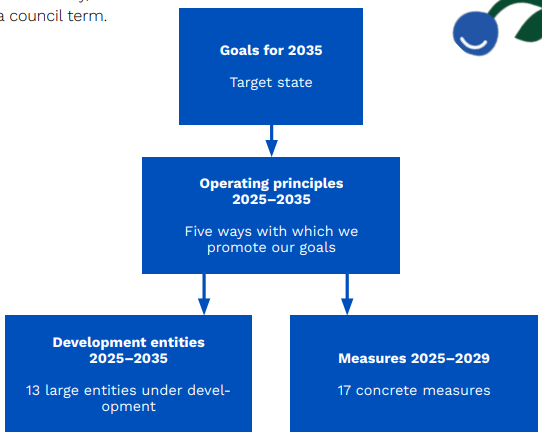 a council term.
Goals for 2035
Target state
Operating principles
2025–2035
Five ways with which we
promote our goals
Development entities
2025–2035
13 large entities under devel-
opment
Measures 2025–2029
17 concrete measures